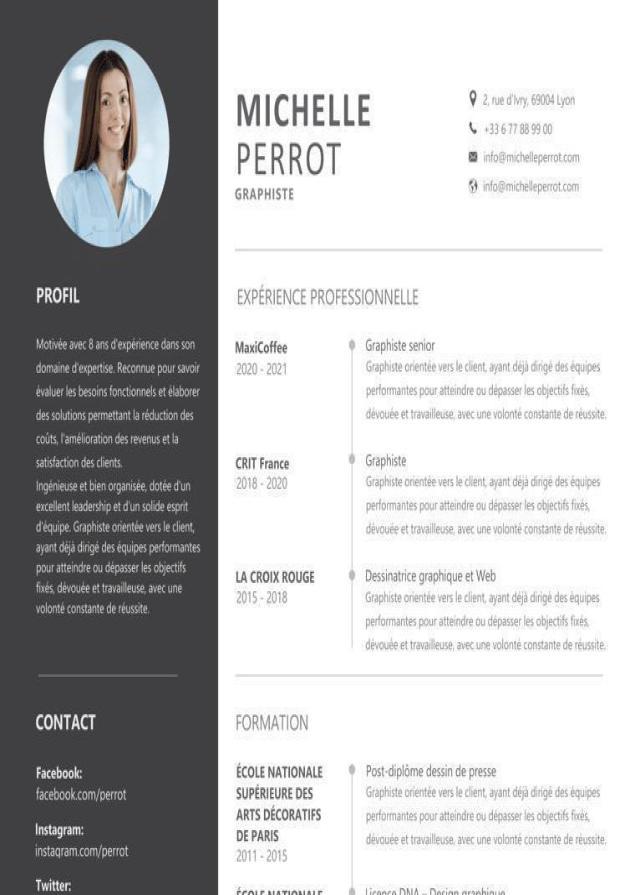 MICHELLE
PERROT
GRAPHISTE
2, rue d'Ivry, 69004 Lyon
+33 6 77 88 99 00
info@michelleperrot.com
info@michelleperrot.com
PROFIL
Motivée avec 8 ans d'expérience dans son
domaine d'expertise. Reconnue pour savoir
évaluer les besoins fonctionnels et élaborer
des solutions permettant la réduction des
coûts, l'amélioration des revenus et la
satisfaction des clients.
Ingénieuse et bien organisée, dotée d'un
excellent leadership et d'un solide esprit
d'équipe. Graphiste orientée vers le client,
ayant déjà dirigé des équipes performantes
pour atteindre ou dépasser les objectifs
fixés, dévouée et travailleuse, avec une
volonté constante de réussite.
CONTACT
Facebook:
facebook.com/perrot
Instagram:
instagram.com/perrot
Twitter:
EXPÉRIENCE PROFESSIONNELLE
MaxiCoffee
2020 - 2021
Graphiste senior
Graphiste orientée vers le client, ayant déjà dirigé des équipes
performantes pour atteindre ou dépasser les objectifs fixés,
dévouée et travailleuse, avec une volonté constante de réussite.
CRIT France
2018 - 2020
Graphiste
Graphiste orientée vers le client, ayant déjà dirigé des équipes
performantes pour atteindre ou dépasser les objectifs fixés,
dévouée et travailleuse, avec une volonté constante de réussite.
LA CROIX ROUGE
2015 - 2018
Dessinatrice graphique et Web
Graphiste orientée vers le client, ayant déjà dirigé des équipes
performantes pour atteindre ou dépasser les objectifs fixés,
dévouée et travailleuse, avec une volonté constante de réussite.
FORMATION
ÉCOLE NATIONALE
SUPÉRIEURE DES
ARTS DÉCORATIFS
DE PARIS
2011 - 2015
Post-diplôme dessin de presse
Graphiste orientée vers le client, ayant déjà dirigé des équipes
performantes pour atteindre ou dépasser les objectifs fixés,
dévouée et travailleuse, avec une volonté constante de réussite.
ÉCOLE NATIONALE
Licence DNA – Design graphique